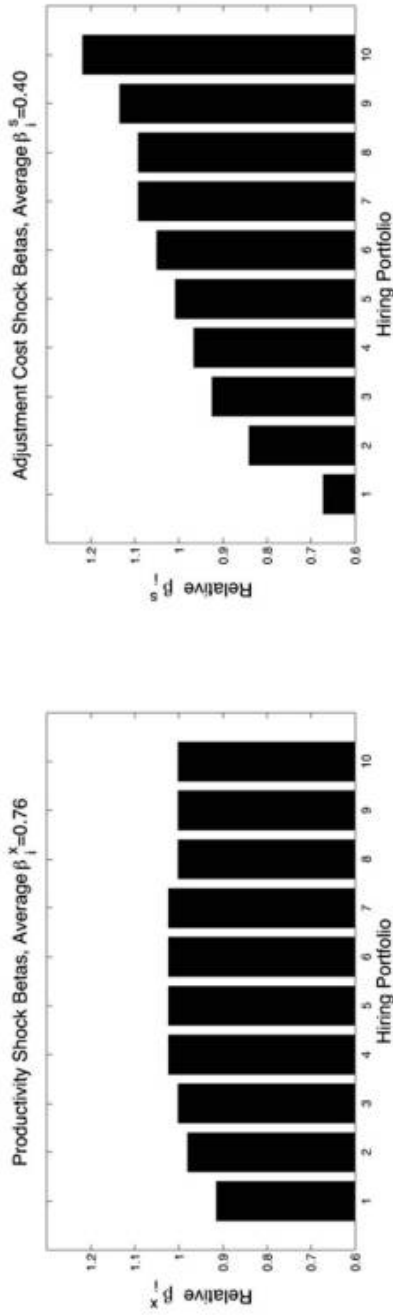 Productivity Shock Betas, Average β_i^x=0.76
Relative β_i^x
1.2
1.1
1
0.9
0.8
0.7
0.6
1 2 3 4 5 6 7 8 9 10
Hiring Portfolio
Adjustment Cost Shock Betas, Average β_i^s=0.40
Relative β_i^s
1.2
1.1
1
0.9
0.8
0.7
0.6
1 2 3 4 5 6 7 8 9 10
Hiring Portfolio